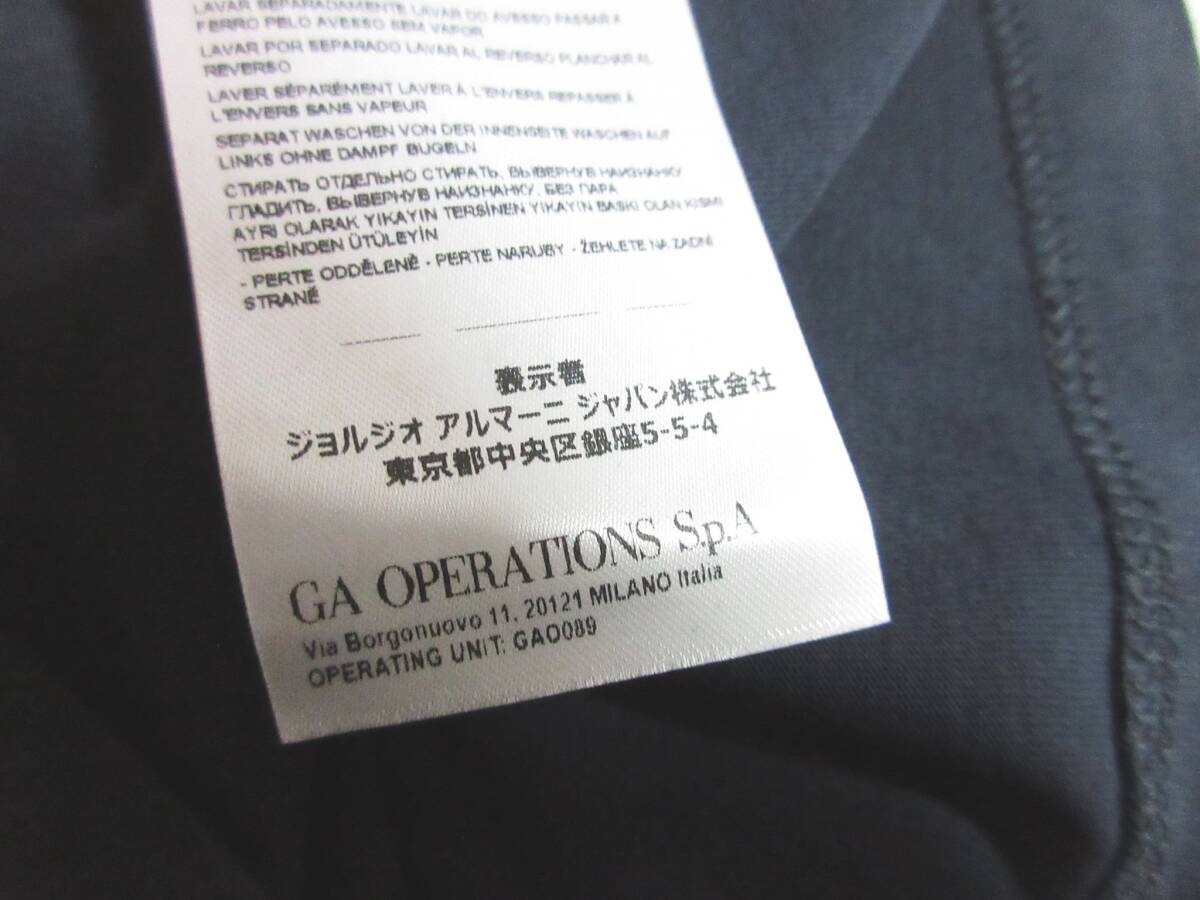 LAVAR SEPARADAMENTE LAVAR DO AVESSO PASSAR A
FERRO PELO AVESSO SEM VAPOR
LAVAR POR SEPARADO LAVAR AL REVERSO PLANCHAR AL
REVERSO
LAVER SÉPARÉMENT LAVER À L'ENVERS REPASSER À
L'ENVERS SANS VAPEUR
SEPARAT WASCHEN VON DER INNENSEITE WASCHEN AUF
LINKS OHNE DAMPF BUGELN
СТИРАТЬ ОТДЕЛЬНО СТИРАТЬ, ВЫВЕРНУВ НАИЗНАНКУ
ГЛАДИТЬ, ВЫВЕРНУВ НАИЗНАНКУ, БЕЗ ПАРА
AYRI OLARAK YIKAYIN TERSİNEN YIKAYIN BASKI OLAN KISMI
TERSİNDEN ÜTÜLEYİN
- PERTE ODDĚLENĚ - PERTE NARUBY - ŽEHLETE NA ZADNÍ
STRANĚ
表示者
ジョルジオ アルマーニ ジャパン株式会社
東京都中央区銀座5-5-4
GA OPERATIONS S.p.A
Via Borgonuovo 11, 20121 MILANO Italia
OPERATING UNIT: GAO089